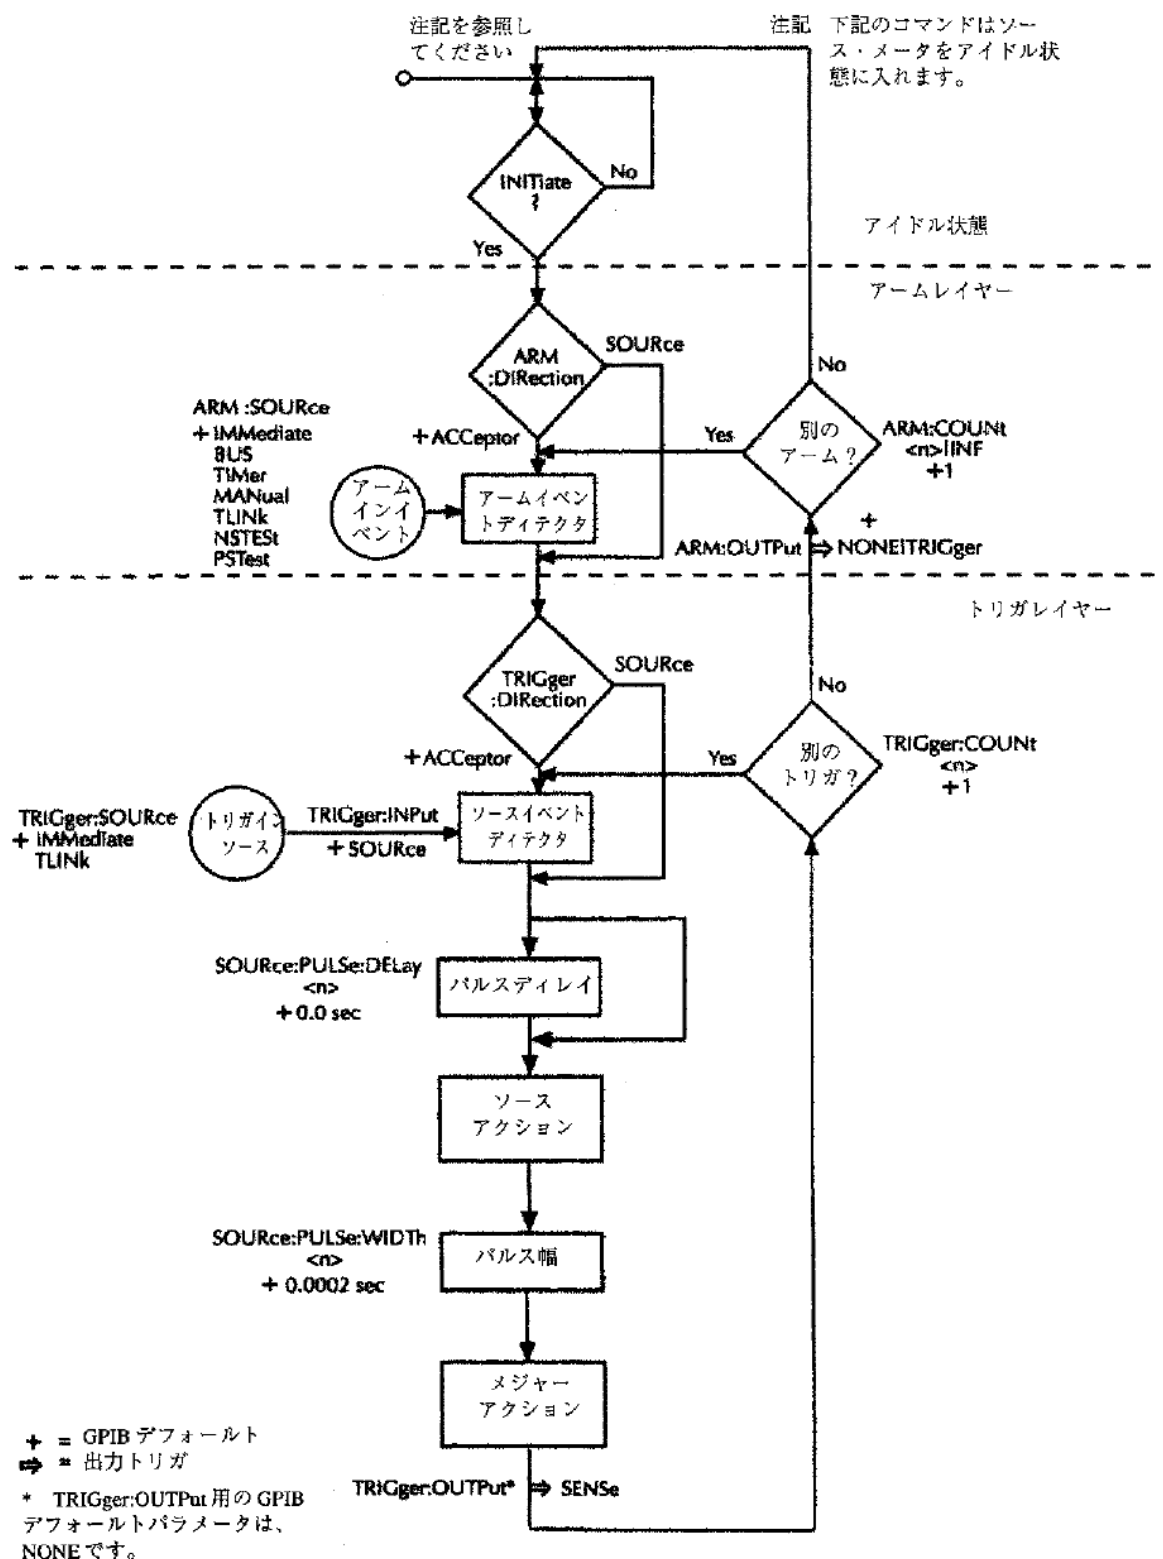 注記を参照し
てください
注記 下記のコマンドはソー
ス・メータをアイドル状
態に入れます。
INITiate
?
No
Yes
アイドル状態
アームレイヤー
ARM
:DIRection
SOURce
No
ARM :SOURce
+ IMMediate
BUS
TIMer
MANual
TLINk
NSTESt
PSTest
+ ACCeptor
Yes
別の
アーム？
ARM:COUNt
<n>|INF
+1
アーム
インイ
ベント
アームイベン
トディテクタ
+
ARM:OUTPut ⇨ NONE|TRIGger
トリガレイヤー
TRIGger
:DIRection
SOURce
No
+ ACCeptor
Yes
別の
トリガ？
TRIGger:COUNt
<n>
+ 1
TRIGger:SOURce
+ IMMediate
TLINk
トリガイン
ソース
TRIGger:INPut
+ SOURce
ソースイベント
ディテクタ
SOURce:PULSe:DELay
<n>
+ 0.0 sec
パルスディレイ
ソース
アクション
SOURce:PULSe:WIDTh
<n>
+ 0.0002 sec
パルス幅
メジャー
アクション
+ = GPIB デフォールト
⇨ = 出力トリガ
* TRIGger:OUTPut 用の GPIB
デフォールトパラメータは、
NONE です。
TRIGger:OUTPut* ⇨ SENSe